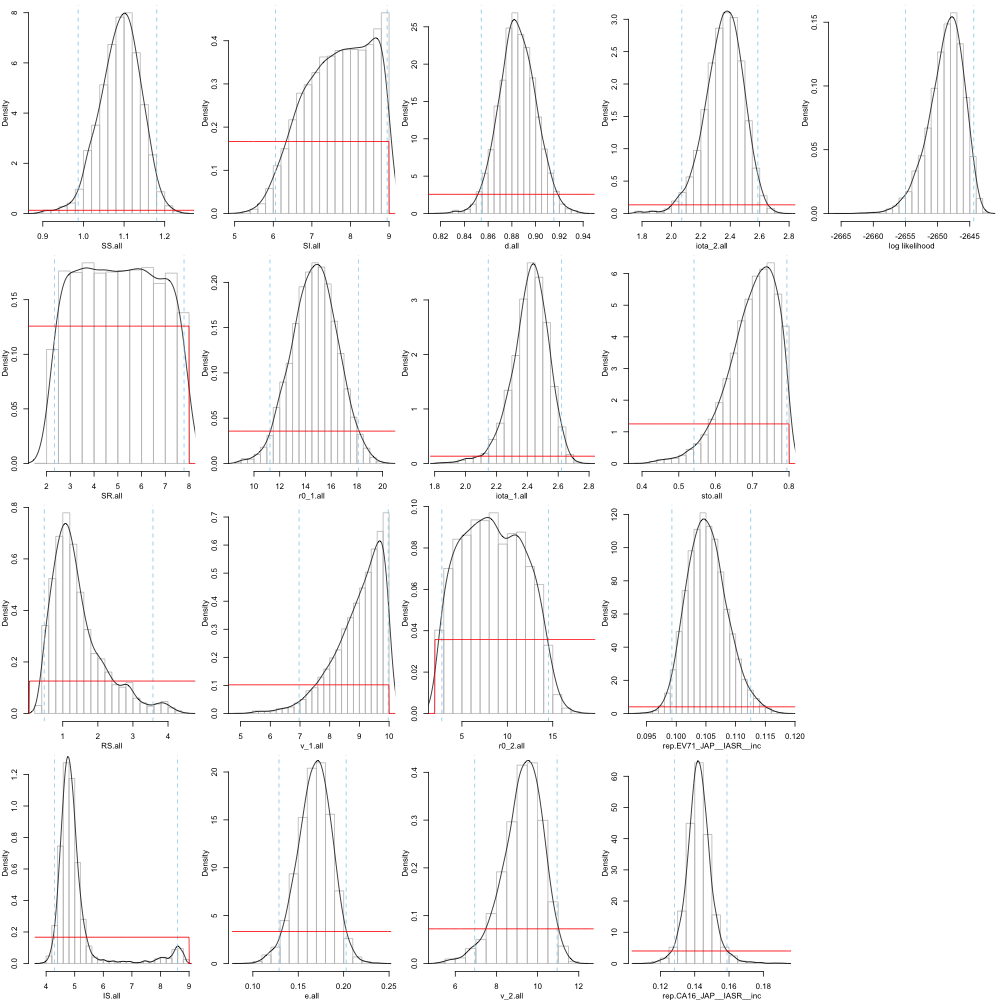 Density
0 2 4 6 8
0.9 1.0 1.1 1.2
SS.all
Density
0.0 0.1 0.2 0.3 0.4
5 6 7 8 9
SI.all
Density
0 5 10 15 20 25
0.82 0.84 0.86 0.88 0.90 0.92 0.94
d.all
Density
0.0 0.5 1.0 1.5 2.0 2.5 3.0
1.8 2.0 2.2 2.4 2.6 2.8
iota_2.all
Density
0.00 0.05 0.10 0.15
-2665 -2660 -2655 -2650 -2645
log likelihood
Density
0.00 0.05 0.10 0.15
2 3 4 5 6 7 8
SR.all
Density
0.00 0.05 0.10 0.15 0.20
10 12 14 16 18 20
r0_1.all
Density
0 1 2 3
1.8 2.0 2.2 2.4 2.6 2.8
iota_1.all
Density
0 1 2 3 4 5 6
0.4 0.5 0.6 0.7 0.8
sto.all
Density
0.0 0.2 0.4 0.6 0.8
1 2 3 4
RS.all
Density
0.0 0.1 0.2 0.3 0.4 0.5 0.6 0.7
5 6 7 8 9 10
v_1.all
Density
0.00 0.02 0.04 0.06 0.08 0.10
5 10 15
r0_2.all
Density
0 20 40 60 80 100 120
0.095 0.100 0.105 0.110 0.115 0.120
rep.EV71_JAP__IASR__inc
Density
0.0 0.2 0.4 0.6 0.8 1.0 1.2
4 5 6 7 8 9
IS.all
Density
0 5 10 15 20
0.10 0.15 0.20 0.25
e.all
Density
0.0 0.1 0.2 0.3 0.4
6 8 10 12
v_2.all
Density
0 10 20 30 40 50 60
0.12 0.14 0.16 0.18
rep.CA16_JAP__IASR__inc